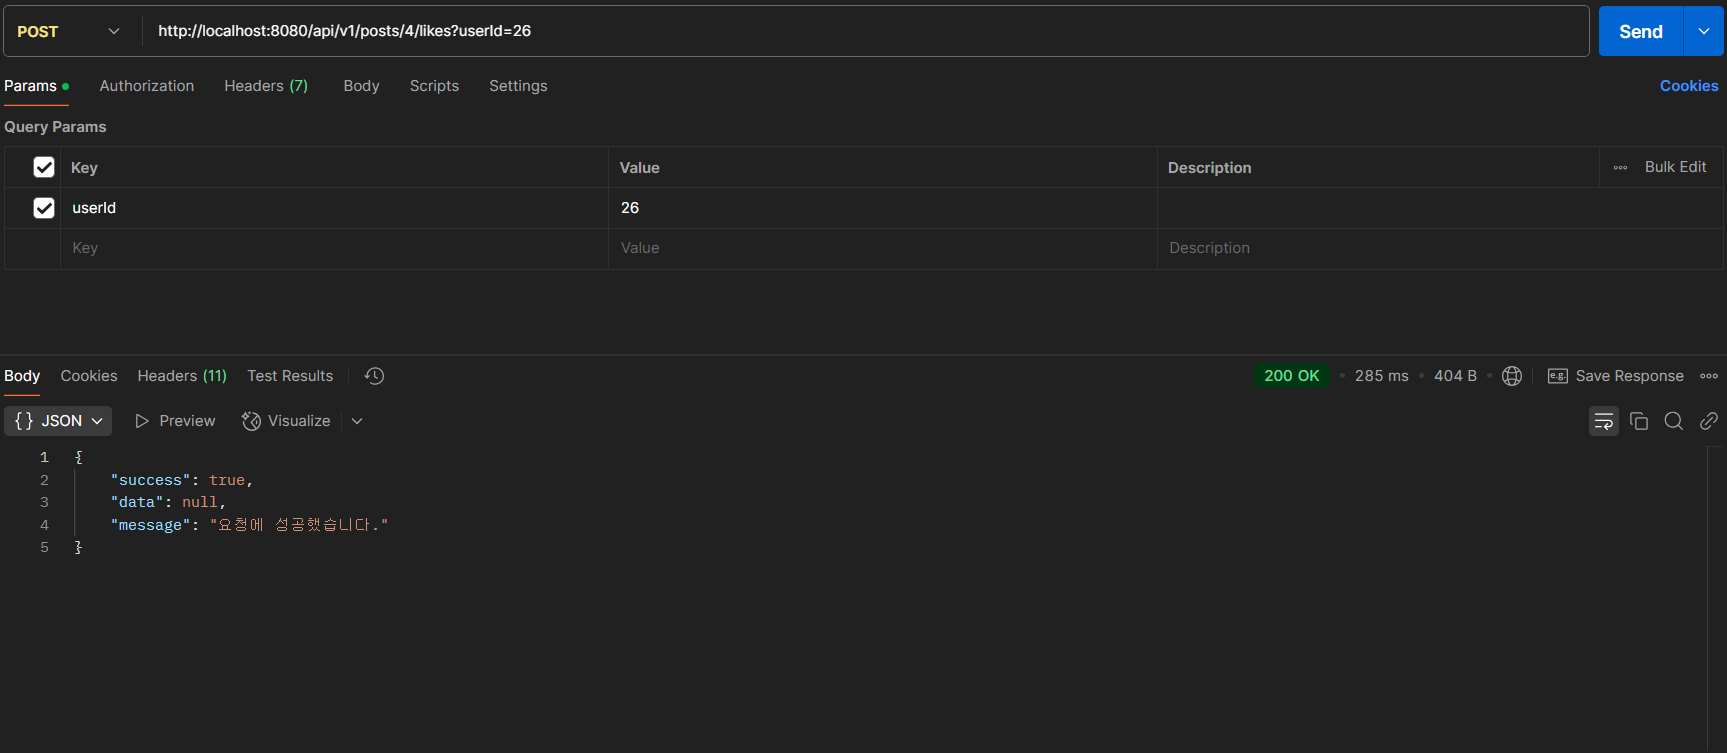 POST http://localhost:8080/api/v1/posts/4/likes?userId=26 Send
Params Authorization Headers (7) Body Scripts Settings Cookies
Query Params
Key Value Description Bulk Edit
userId 26
Key Value Description
Body Cookies Headers (11) Test Results 200 OK 285 ms 404 B e.g. Save Response
{} JSON Preview Visualize
1 {
2 "success": true,
3 "data": null,
4 "message": "요청에 성공했습니다."
5 }